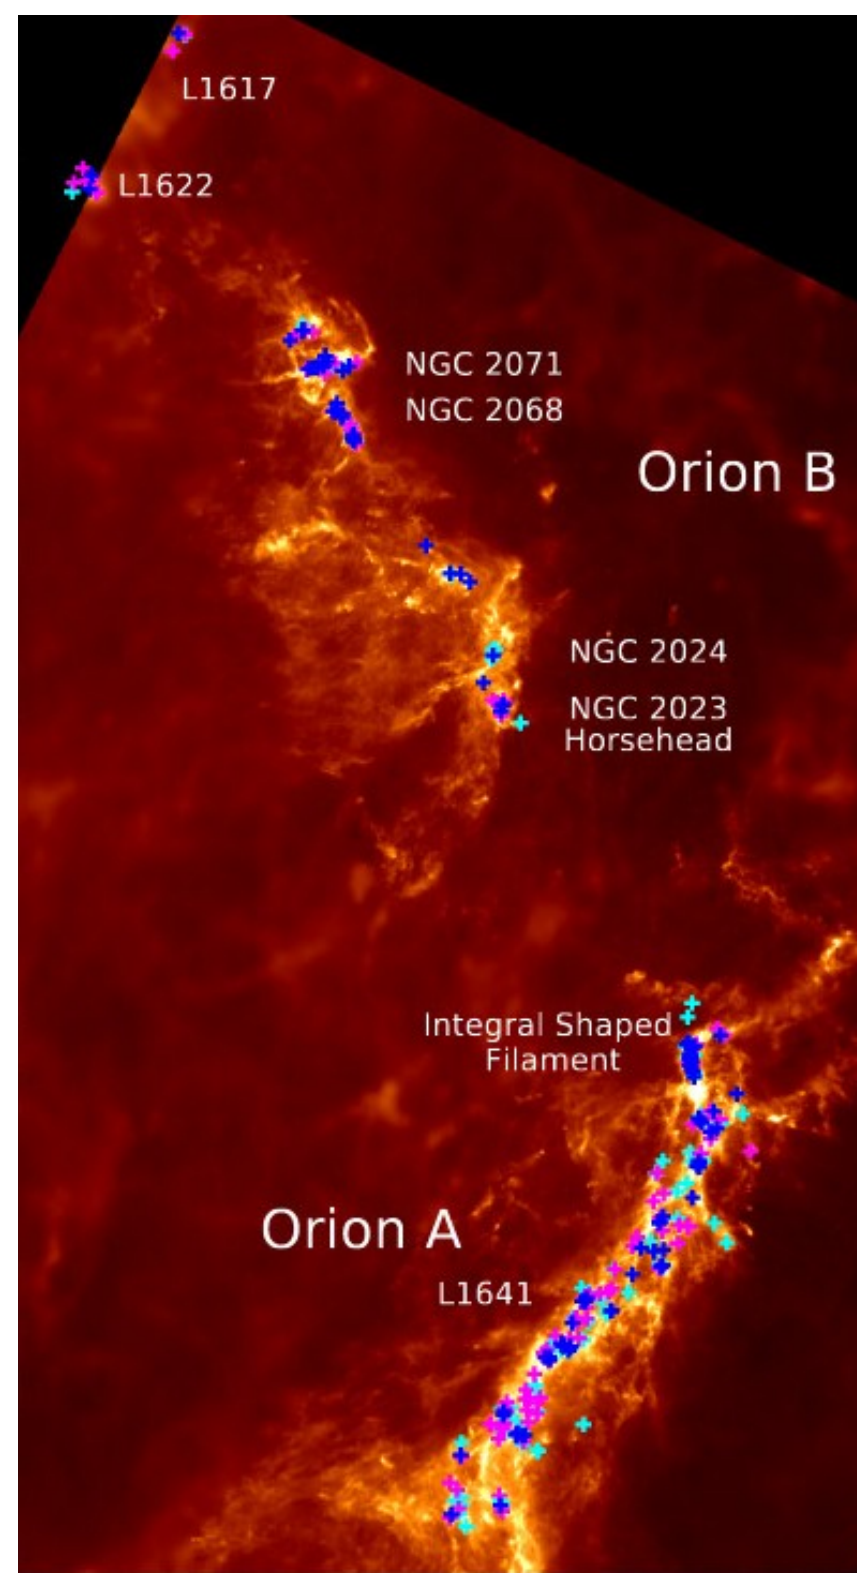 L1617
L1622
NGC 2071
NGC 2068
Orion B
NGC 2024
NGC 2023
Horsehead
Integral Shaped
Filament
Orion A
L1641